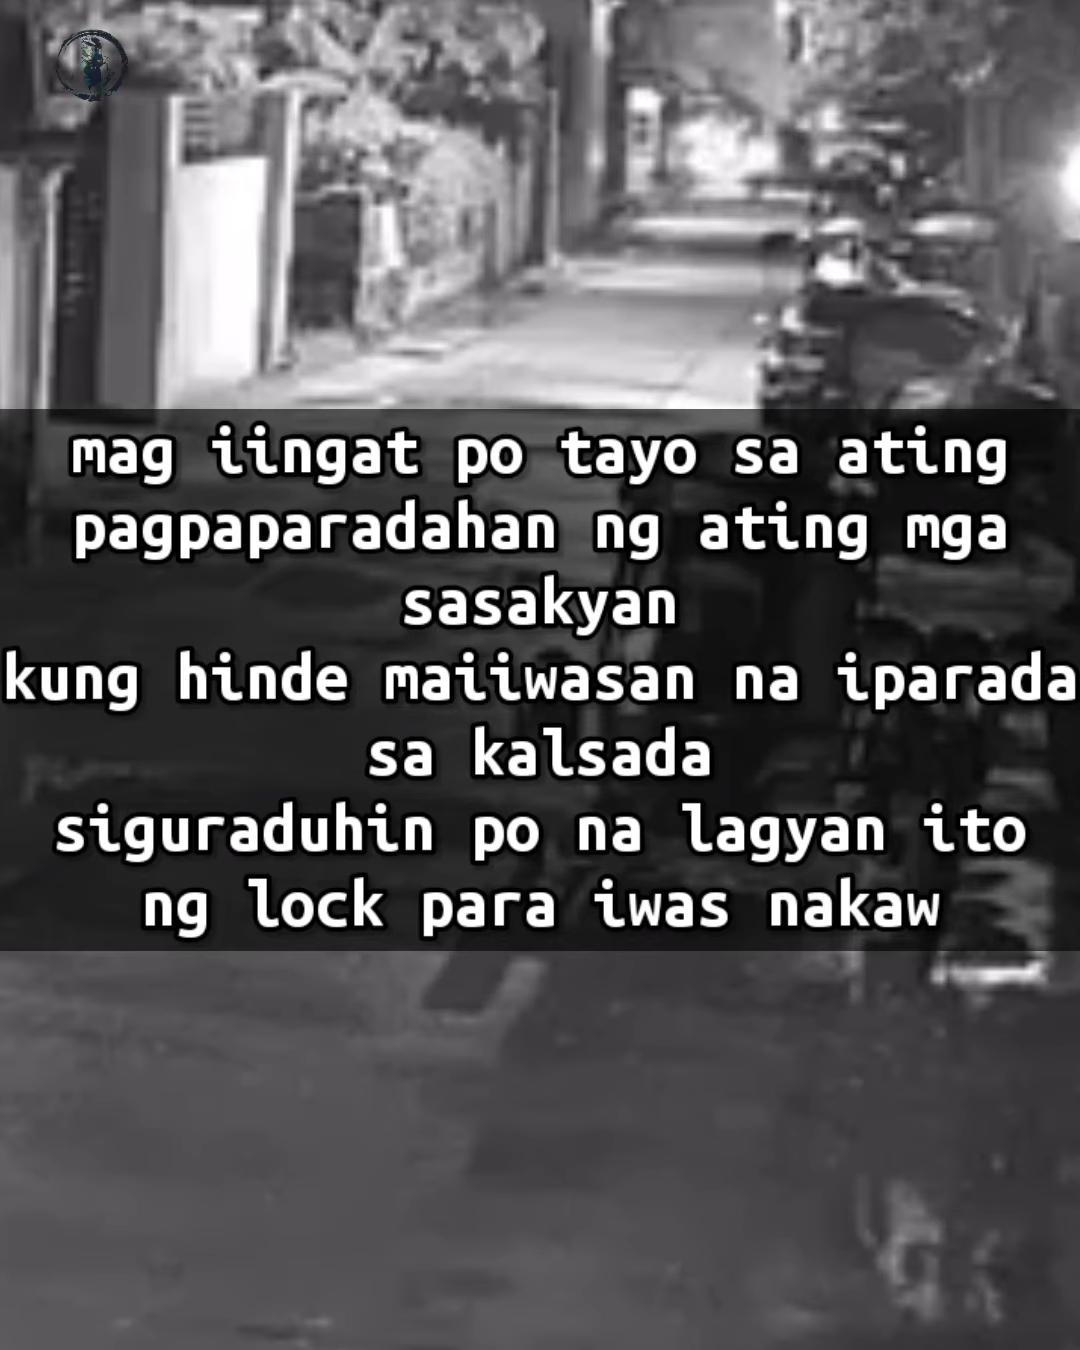 mag iingat po tayo sa ating
pagpaparadahan ng ating mga
sasakyan
kung hinde maiiwasan na iparada
sa kalsada
siguraduhin po na lagyan ito
ng lock para iwas nakaw